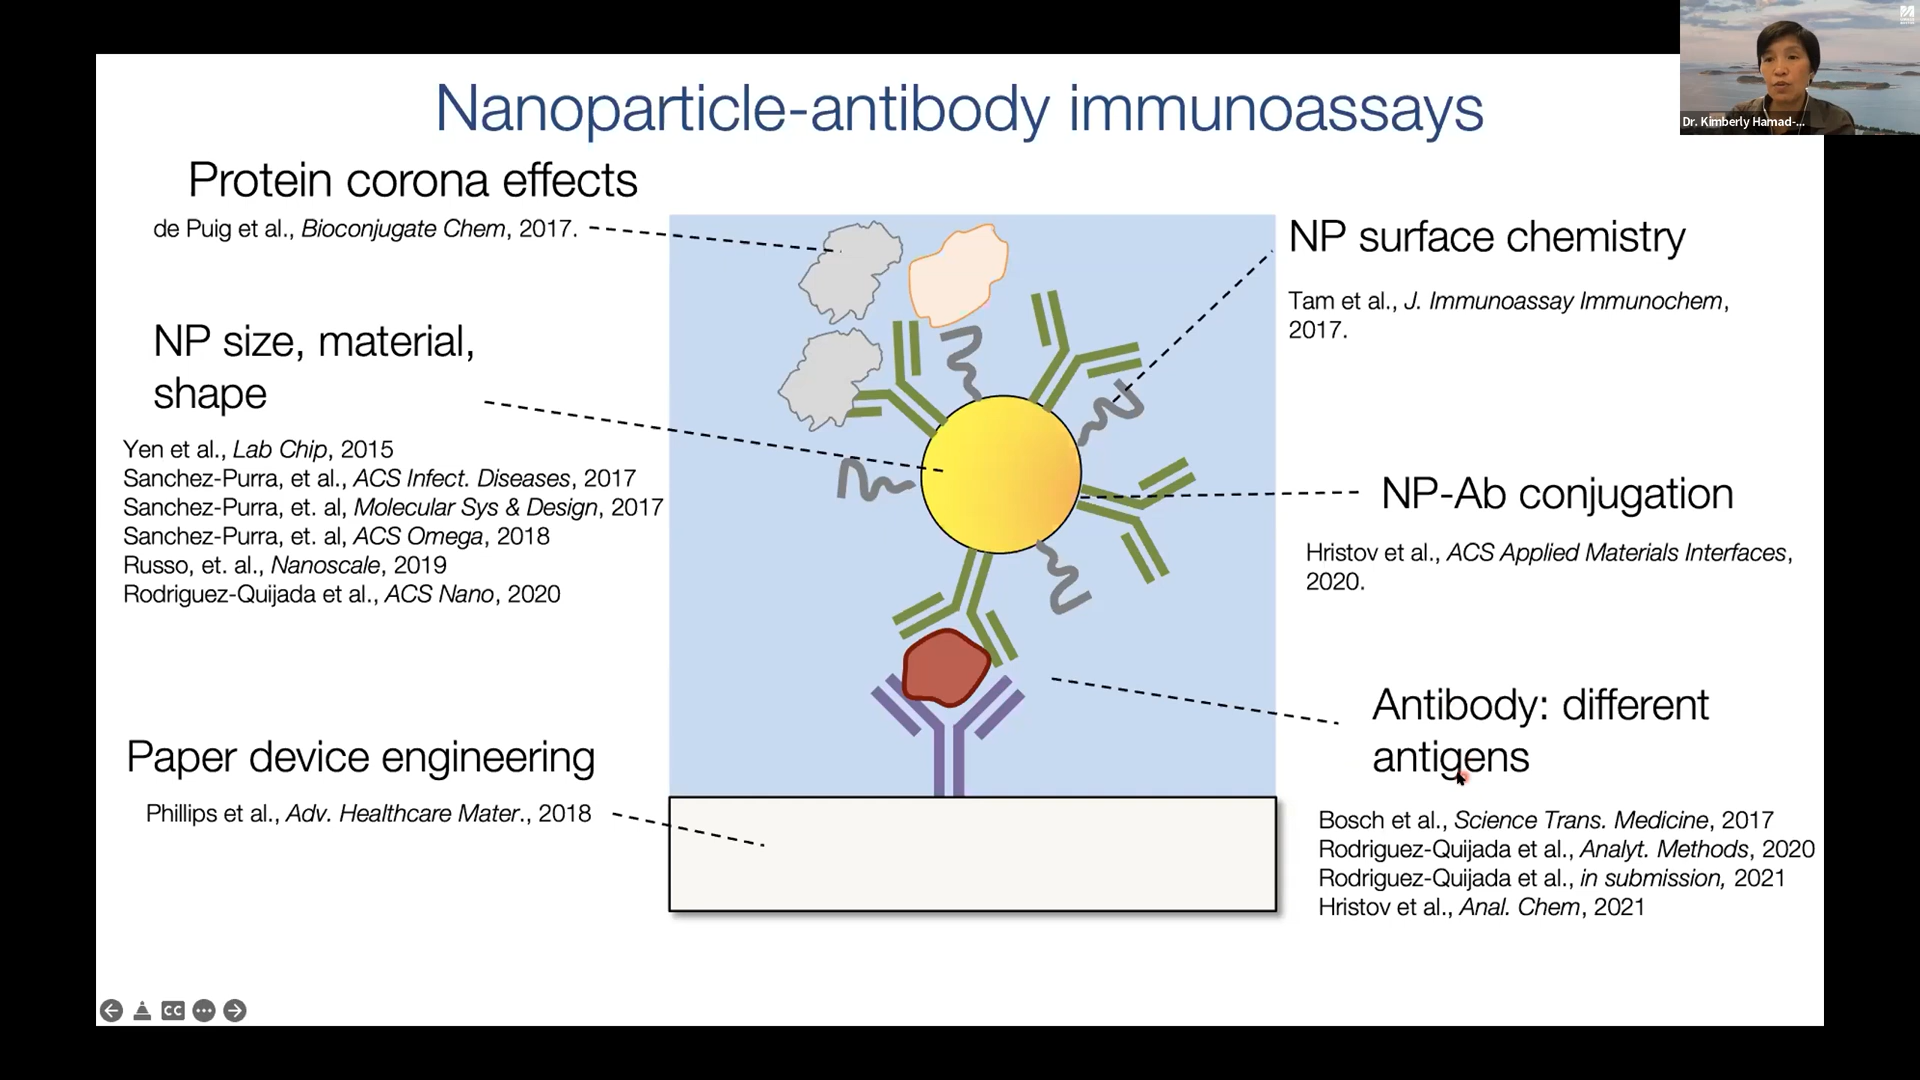 Nanoparticle-antibody immunoassays
Dr. Kimberly Hamad-...
Protein corona effects
de Puig et al., Bioconjugate Chem, 2017.
NP size, material,
shape
Yen et al., Lab Chip, 2015
Sanchez-Purra, et al., ACS Infect. Diseases, 2017
Sanchez-Purra, et. al, Molecular Sys & Design, 2017
Sanchez-Purra, et. al, ACS Omega, 2018
Russo, et. al., Nanoscale, 2019
Rodriguez-Quijada et al., ACS Nano, 2020
Paper device engineering
Phillips et al., Adv. Healthcare Mater., 2018
NP surface chemistry
Tam et al., J. Immunoassay Immunochem,
2017.
NP-Ab conjugation
Hristov et al., ACS Applied Materials Interfaces,
2020.
Antibody: different
antigens
Bosch et al., Science Trans. Medicine, 2017
Rodriguez-Quijada et al., Analyt. Methods, 2020
Rodriguez-Quijada et al., in submission, 2021
Hristov et al., Anal. Chem, 2021
CC